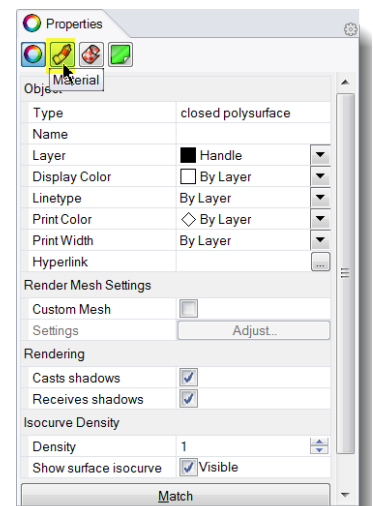 Properties
Material
Object
Type closed polysurface
Name
Layer Handle
Display Color By Layer
Linetype By Layer
Print Color By Layer
Print Width By Layer
Hyperlink ...
Render Mesh Settings
Custom Mesh
Settings Adjust...
Rendering
Casts shadows
Receives shadows
Isocurve Density
Density 1
Show surface isocurve Visible
Match